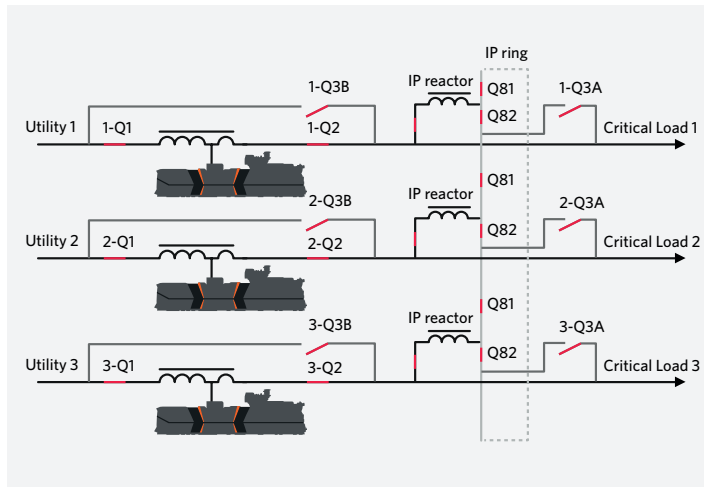 IP ring
1-Q3B
IP reactor
Q81
1-Q3A
Q82
Utility 1
1-Q1
1-Q2
Critical Load 1
Q81
2-Q3B
IP reactor
2-Q3A
Q82
Utility 2
2-Q1
2-Q2
Critical Load 2
Q81
3-Q3B
IP reactor
3-Q3A
Q82
Utility 3
3-Q1
3-Q2
Critical Load 3